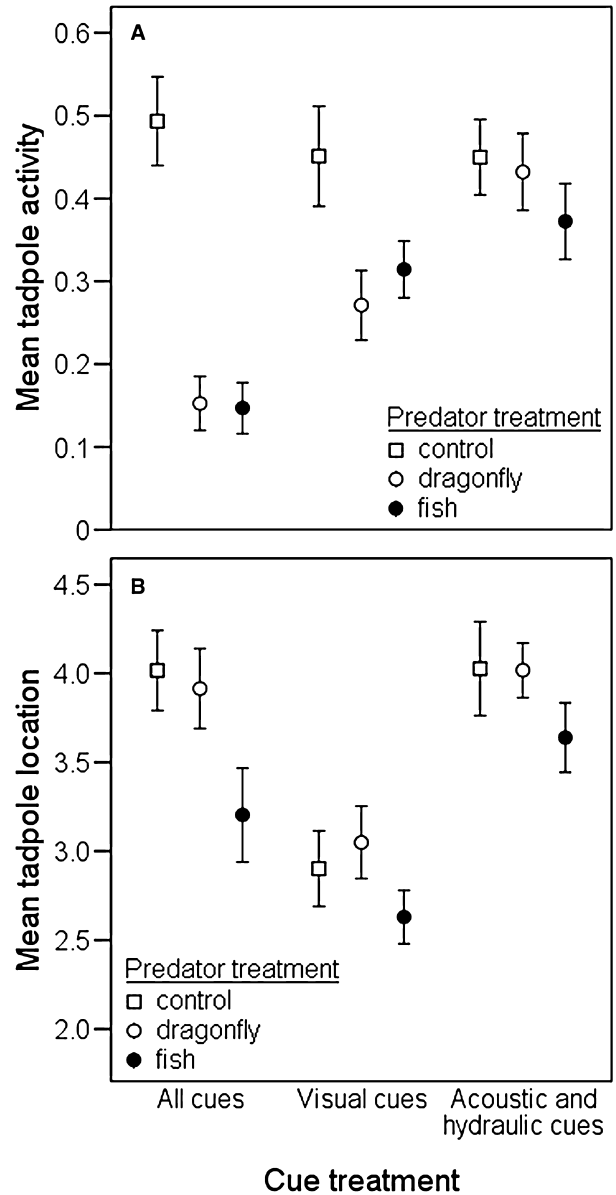 A
0.6
0.5
0.4
0.3
0.2
0.1
0
Mean tadpole activity
Predator treatment
control
dragonfly
fish
B
4.5
4.0
3.5
3.0
2.5
2.0
Mean tadpole location
Predator treatment
control
dragonfly
fish
All cues
Visual cues
Acoustic and
hydraulic cues
Cue treatment